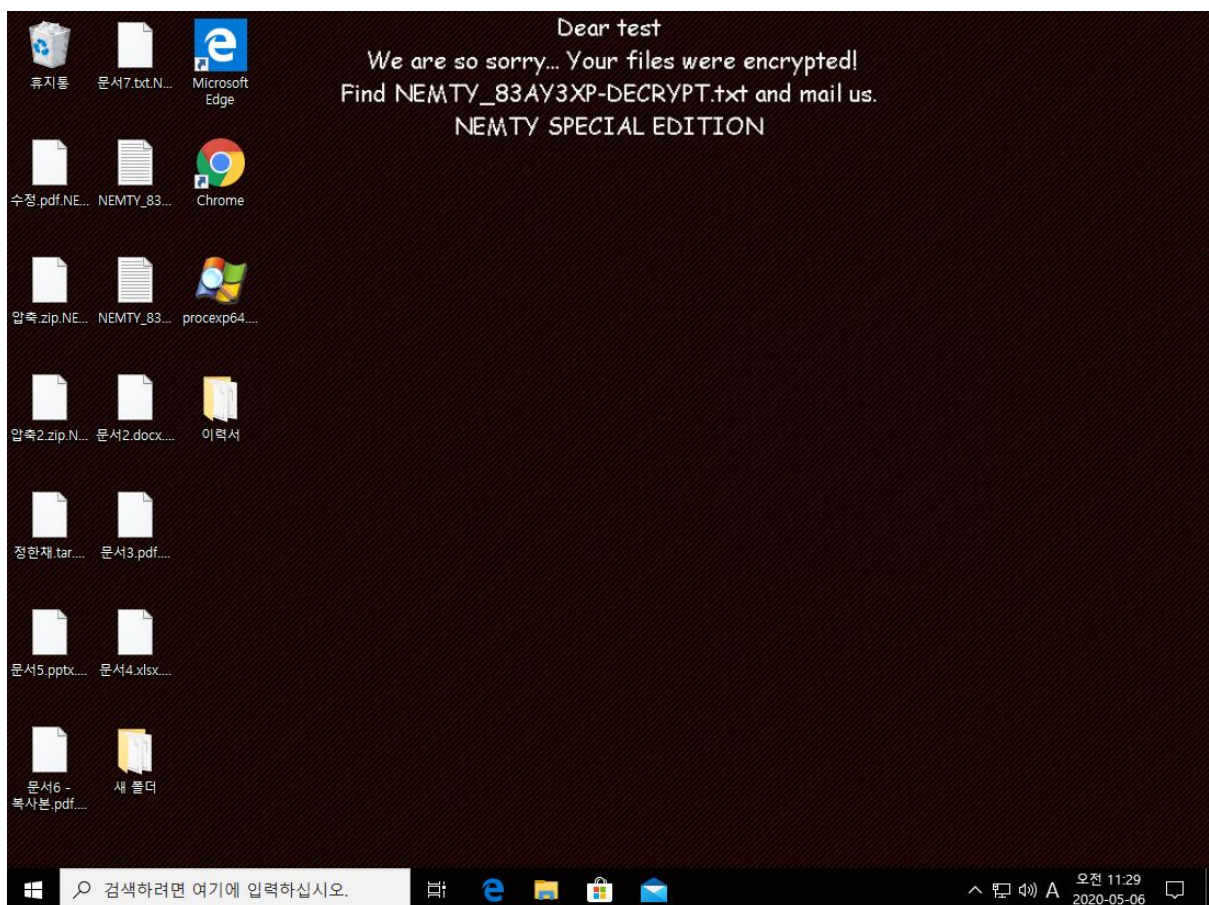 Dear test
We are so sorry... Your files were encrypted!
Find NEMTY_83AY3XP-DECRYPT.txt and mail us.
NEMTY SPECIAL EDITION
휴지통
문서7.txt.N...
Microsoft
Edge
수정.pdf.NE...
NEMTY_83...
Chrome
압축.zip.NE...
NEMTY_83...
procexp64....
압축2.zip.N...
문서2.docx....
이력서
정한채.tar....
문서3.pdf....
문서5.pptx....
문서4.xlsx....
문서6 -
복사본.pdf....
새 폴더
검색하려면 여기에 입력하십시오.
A
오전 11:29
2020-05-06